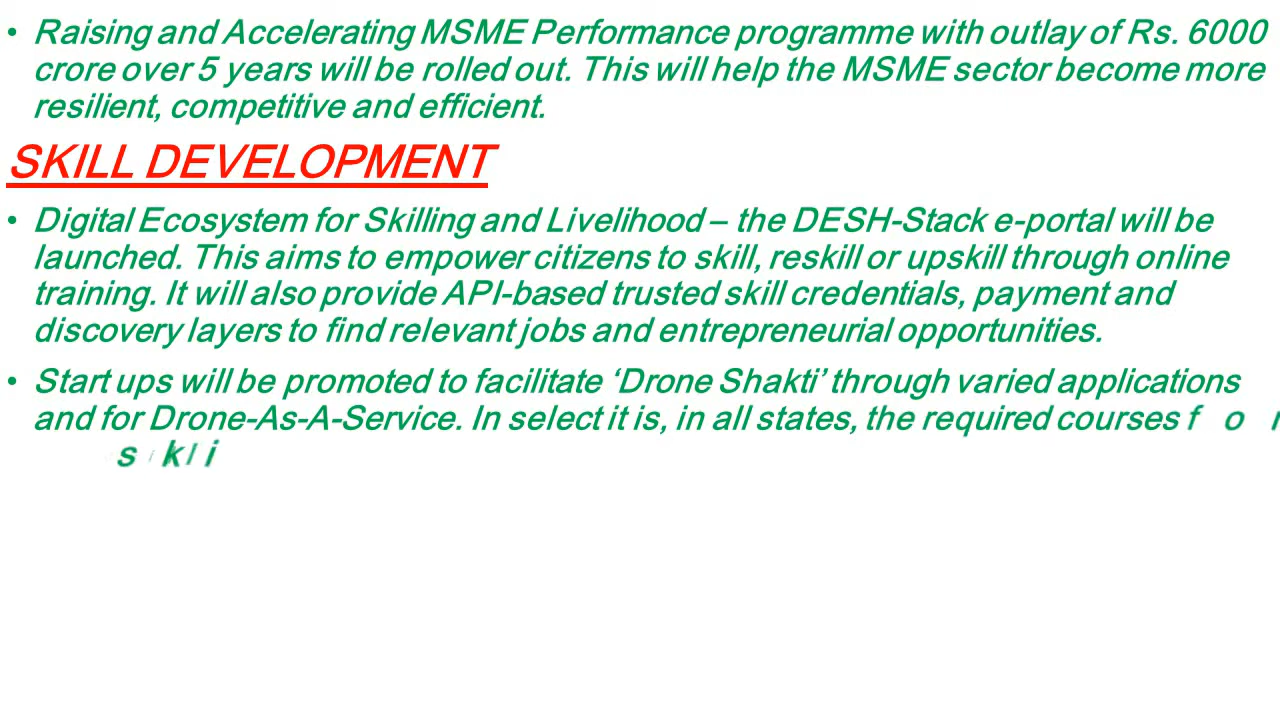 • Raising and Accelerating MSME Performance programme with outlay of Rs. 6000
crore over 5 years will be rolled out. This will help the MSME sector become more
resilient, competitive and efficient.
SKILL DEVELOPMENT
• Digital Ecosystem for Skilling and Livelihood – the DESH-Stack e-portal will be
launched. This aims to empower citizens to skill, reskill or upskill through online
training. It will also provide API-based trusted skill credentials, payment and
discovery layers to find relevant jobs and entrepreneurial opportunities.
• Start ups will be promoted to facilitate ‘Drone Shakti’ through varied applications
and for Drone-As-A-Service. In select it is, in all states, the required courses